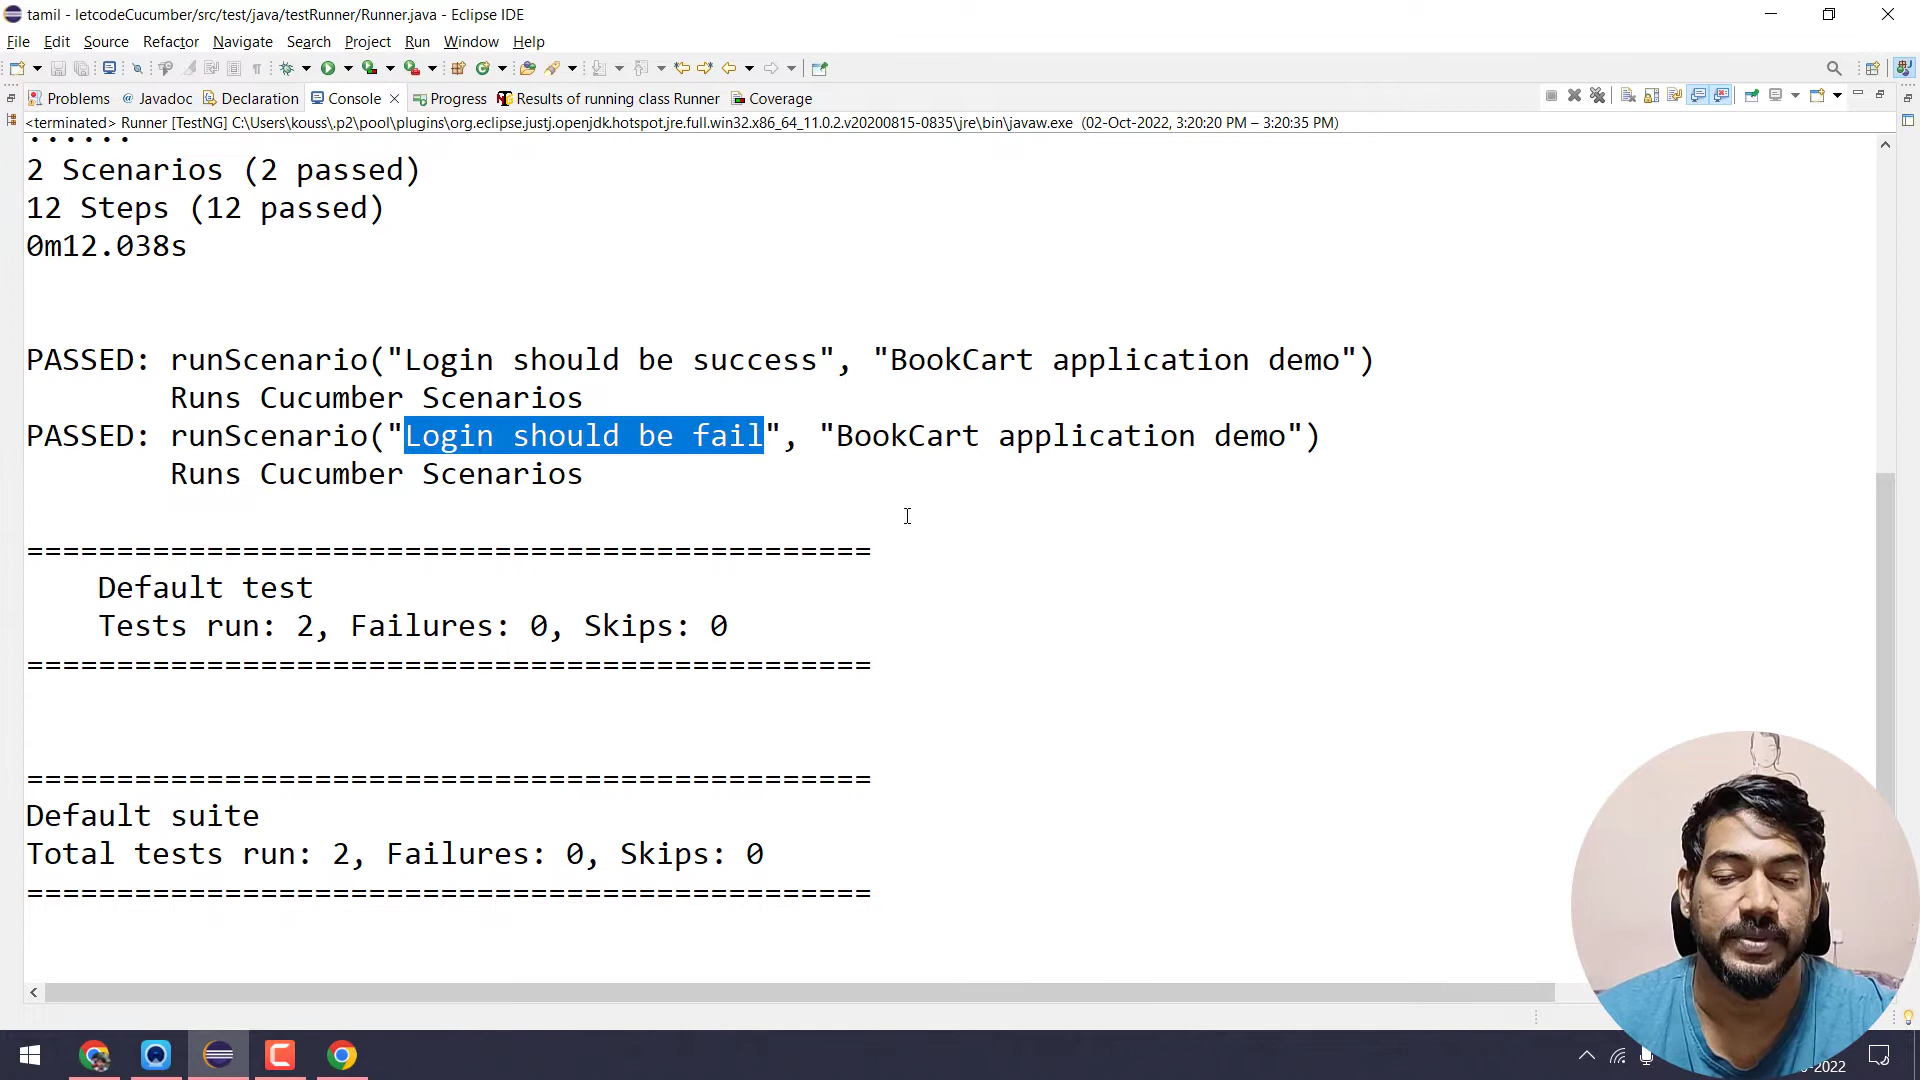 tamil - letcodeCucumber/src/test/java/testRunner/Runner.java - Eclipse IDE
File Edit Source Refactor Navigate Search Project Run Window Help
Problems @ Javadoc Declaration Console Progress Results of running class Runner Coverage
<terminated> Runner [TestNG] C:\Users\kouss\.p2\pool\plugins\org.eclipse.justj.openjdk.hotspot.jre.full.win32.x86_64_11.0.2.v20200815-0835\jre\bin\javaw.exe (02-Oct-2022, 3:20:20 PM – 3:20:35 PM)
......
2 Scenarios (2 passed)
12 Steps (12 passed)
0m12.038s
PASSED: runScenario("Login should be success", "BookCart application demo")
Runs Cucumber Scenarios
PASSED: runScenario("Login should be fail", "BookCart application demo")
Runs Cucumber Scenarios
===============================================
Default test
Tests run: 2, Failures: 0, Skips: 0
===============================================
===============================================
Default suite
Total tests run: 2, Failures: 0, Skips: 0
===============================================
-2022